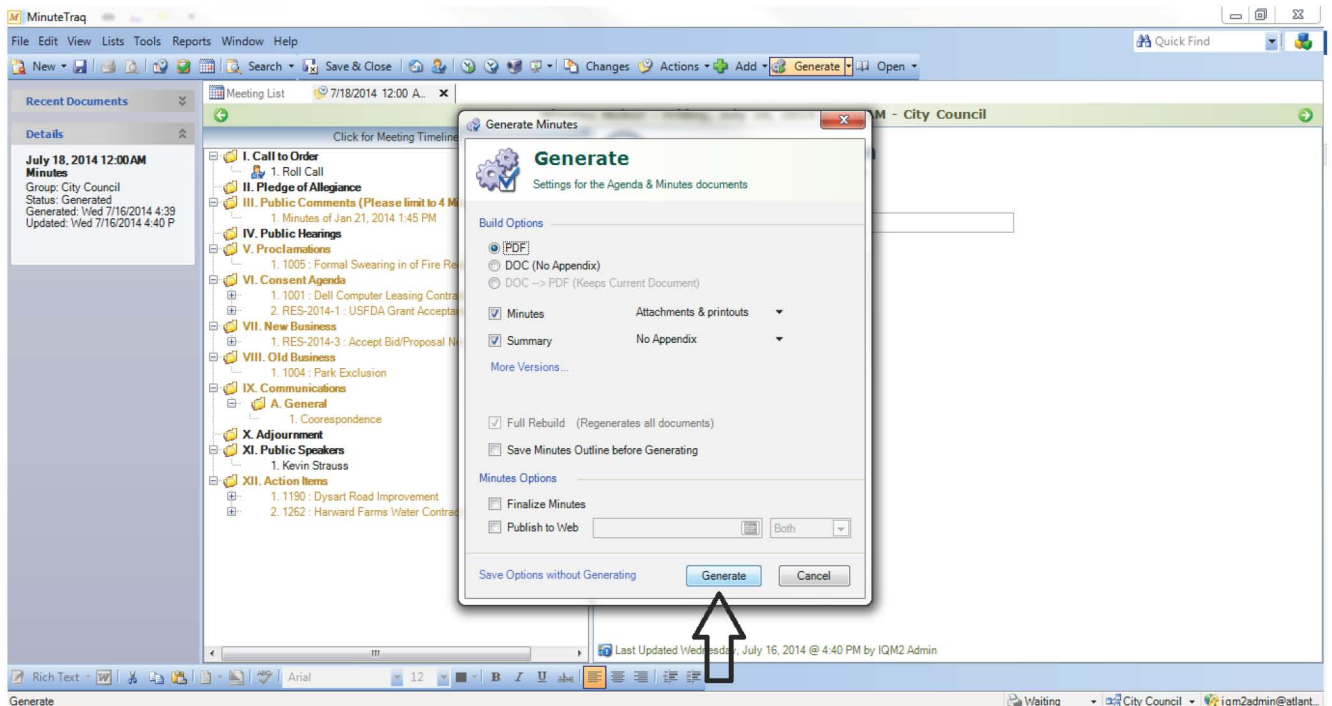 MinuteTraq
File Edit View Lists Tools Reports Window Help
Quick Find
New Search Save & Close Changes Actions Add Generate Open
Recent Documents
Details
July 18, 2014 12:00AM
Minutes
Group: City Council
Status: Generated
Generated: Wed 7/16/2014 4:39
Updated: Wed 7/16/2014 4:40 P
Meeting List 7/18/2014 12:00 A... x
M - City Council
Click for Meeting Timeline
I. Call to Order
1. Roll Call
II. Pledge of Allegiance
III. Public Comments (Please limit to 4 Mi
1. Minutes of Jan 21, 2014 1:45 PM
IV. Public Hearings
V. Proclamations
1. 1005 : Formal Swearing in of Fire Re
VI. Consent Agenda
1. 1001 : Dell Computer Leasing Contra
2. RES-2014-1 : USFDA Grant Accepta
VII. New Business
1. RES-2014-3 : Accept Bid/Proposal N
VIII. Old Business
1. 1004 : Park Exclusion
IX. Communications
A. General
1. Coorespondence
X. Adjournment
XI. Public Speakers
1. Kevin Strauss
XII. Action Items
1. 1190 : Dysart Road Improvement
2. 1262 : Harward Farms Water Contrac
Generate Minutes
Generate
Settings for the Agenda & Minutes documents
Build Options
PDF
DOC (No Appendix)
DOC --> PDF (Keeps Current Document)
Minutes Attachments & printouts
Summary No Appendix
More Versions...
Full Rebuild (Regenerates all documents)
Save Minutes Outline before Generating
Minutes Options
Finalize Minutes
Publish to Web Both
Save Options without Generating Generate Cancel
Last Updated Wednesday, July 16, 2014 @ 4:40 PM by IQM2 Admin
Rich Text W ABC Arial 12 B I U abc
Generate
Waiting City Council iqm2admin@atlant...